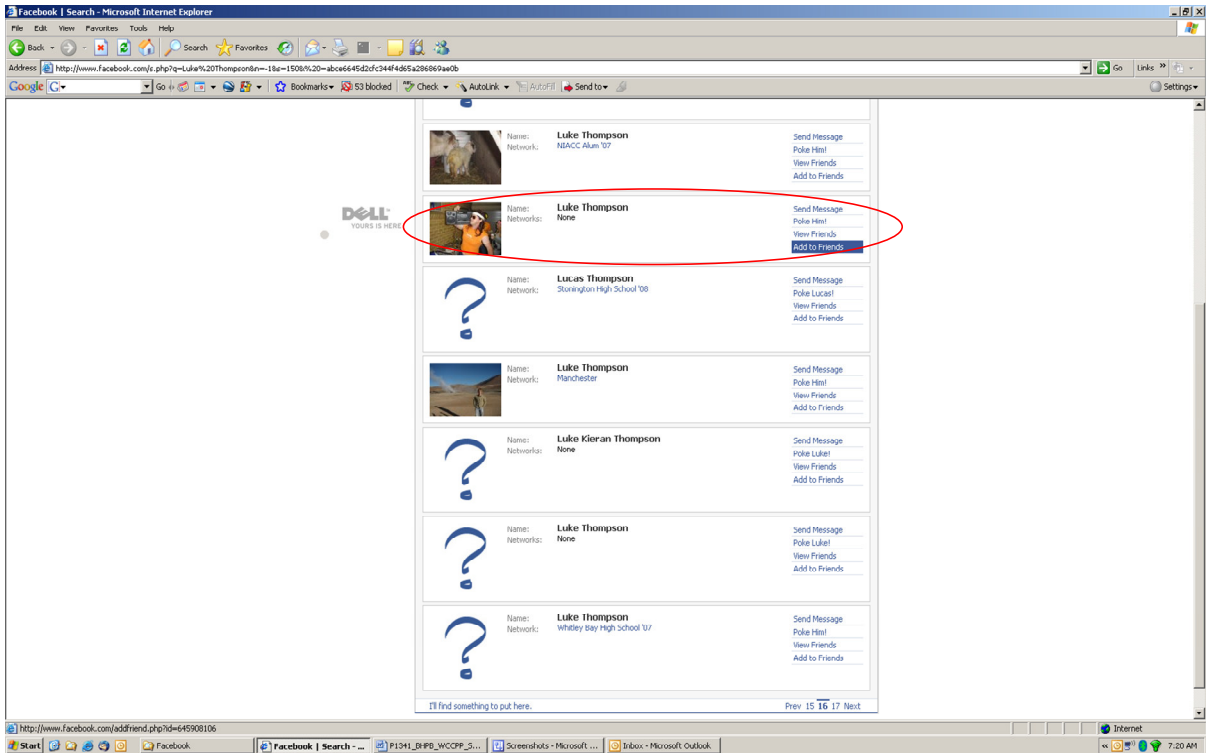 Facebook | Search - Microsoft Internet Explorer
File Edit View Favorites Tools Help
Back Search Favorites
Address http://www.facebook.com/s.php?q=Luke%20Thompson&n=-1&s=150&%20=abce6645d2cfc344f4d65a286869ae0b Go Links »
Google G Go Bookmarks 53 blocked Check AutoLink AutoFill Send to Settings
Name: Luke Thompson Send Message
Network: NIACC Alum '07 Poke Him!
View Friends
Add to Friends
DELL™
YOURS IS HERE
Name: Luke Thompson Send Message
Networks: None Poke Him!
View Friends
Add to Friends
Name: Lucas Thompson Send Message
Network: Stonington High School '08 Poke Lucas!
View Friends
Add to Friends
Name: Luke Thompson Send Message
Network: Manchester Poke Him!
View Friends
Add to Friends
Name: Luke Kieran Thompson Send Message
Networks: None Poke Luke!
View Friends
Add to Friends
Name: Luke Thompson Send Message
Networks: None Poke Luke!
View Friends
Add to Friends
Name: Luke Thompson Send Message
Network: Whitley Bay High School '07 Poke Him!
View Friends
Add to Friends
I'll find something to put here. Prev 15 16 17 Next
http://www.facebook.com/addfriend.php?id=645908106 Internet
Start Facebook Facebook | Search - ... P1341_BHPB_WCCPP_S... Screenshots - Microsoft ... Inbox - Microsoft Outlook « 7:20 AM